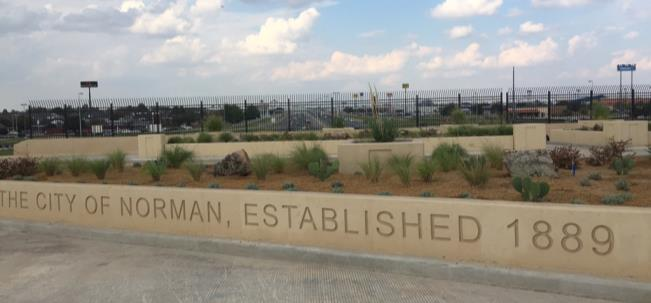 THE CITY OF NORMAN, ESTABLISHED 1889